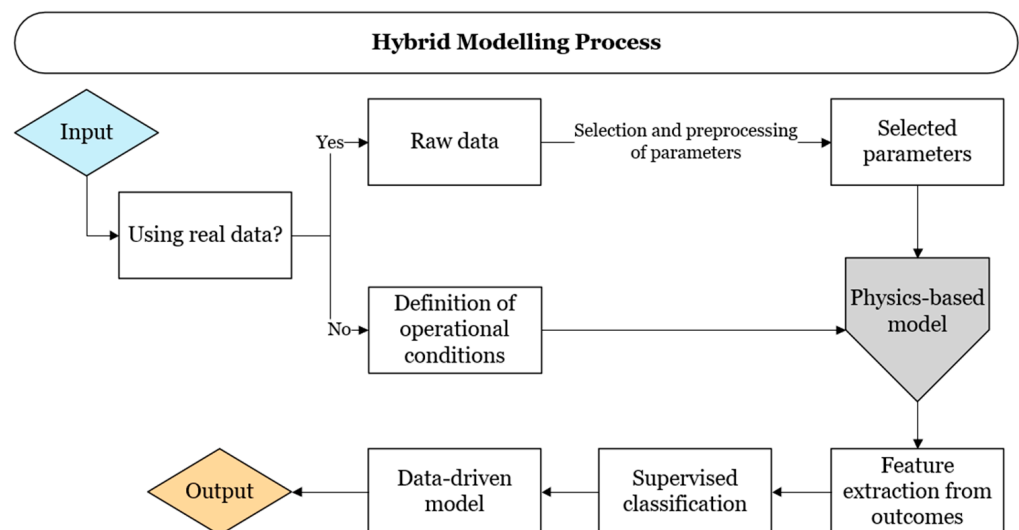 Hybrid Modelling Process
Input
Using real data?
Yes
Raw data
Selection and preprocessing
of parameters
Selected
parameters
No
Definition of
operational
conditions
Physics-based
model
Feature
extraction from
outcomes
Supervised
classification
Data-driven
model
Output